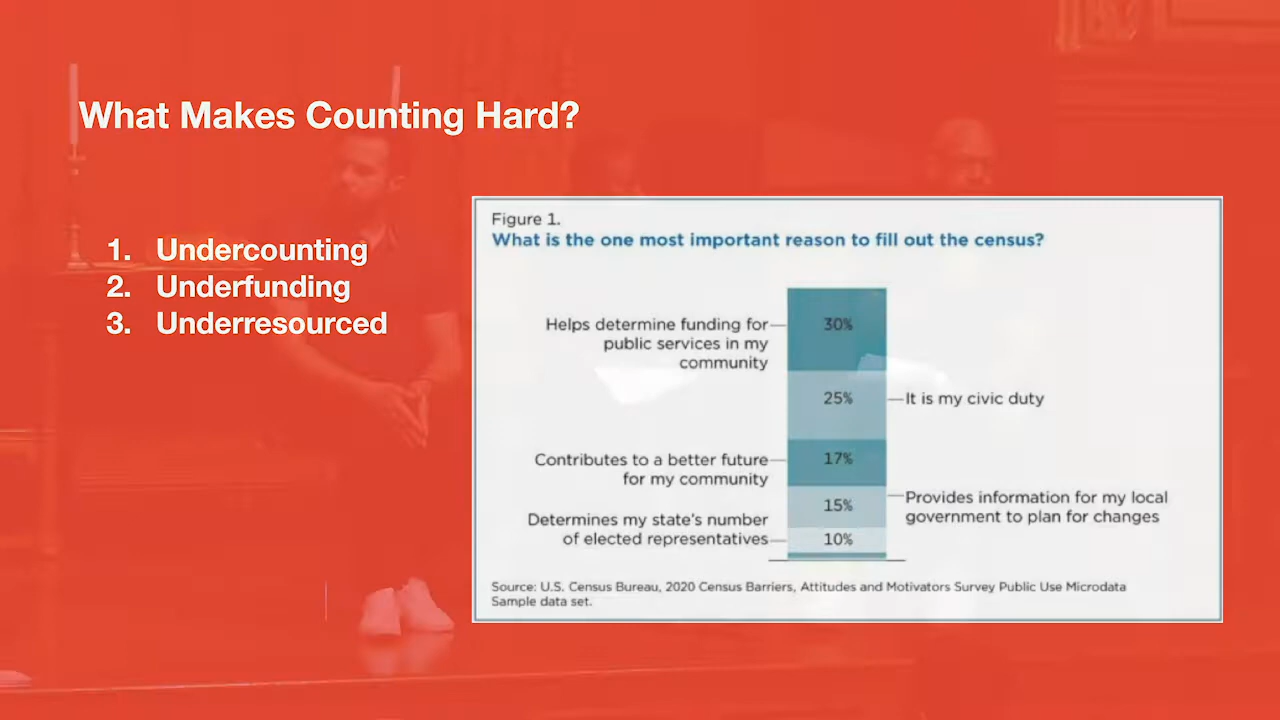 What Makes Counting Hard?
1. Undercounting
2. Underfunding
3. Underresourced
Figure 1.
What is the one most important reason to fill out the census?
Helps determine funding for
public services in my
community
30%
25%
It is my civic duty
Contributes to a better future
for my community
17%
15%
Provides information for my local
government to plan for changes
Determines my state's number
of elected representatives
10%
Source: U.S. Census Bureau, 2020 Census Barriers, Attitudes and Motivators Survey Public Use Microdata
Sample data set.